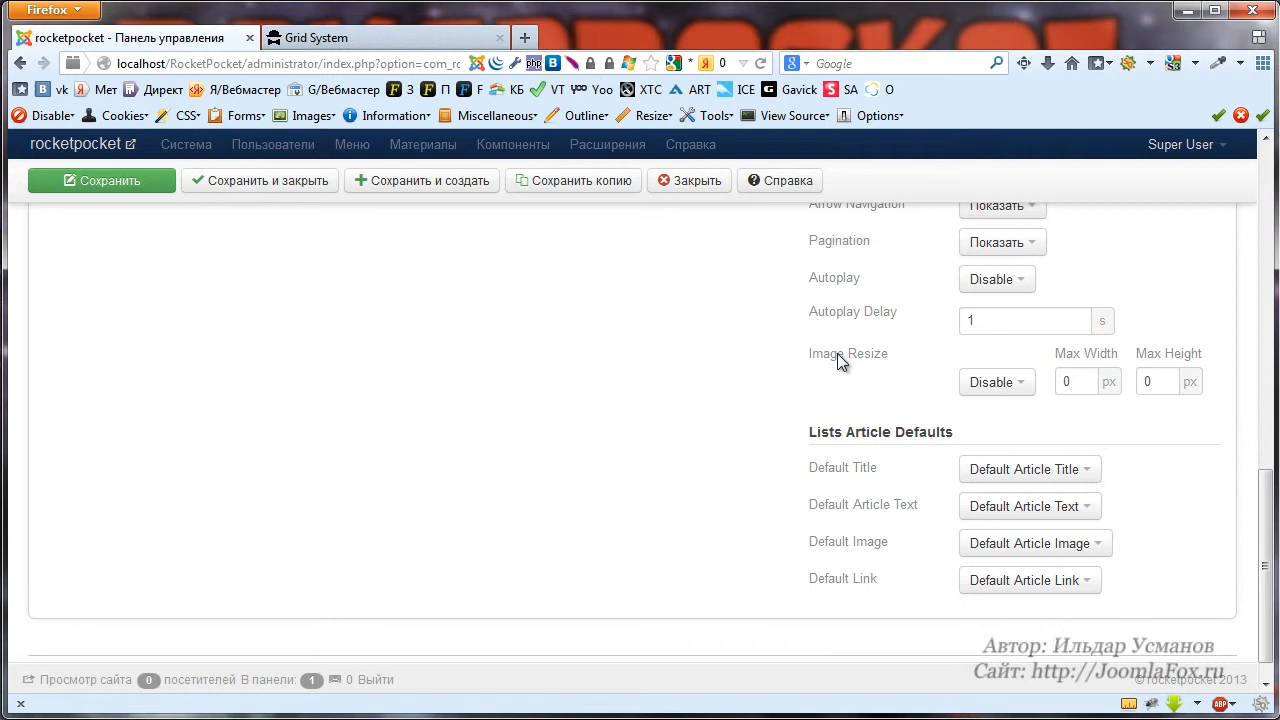 Firefox
rocketpocket - Панель управления
Grid System
localhost/RocketPocket/administrator/index.php?option=com_rc
php
B
* Я 0
Google
vk Я Мет Директ Я/Вебмастер G/Вебмастер F З F П F F КБ VT Yoo XTC ART ICE Gavick SA O
Disable Cookies CSS Forms Images Information Miscellaneous Outline Resize Tools View Source Options
rocketpocket Система Пользователи Меню Материалы Компоненты Расширения Справка Super User
Сохранить Сохранить и закрыть Сохранить и создать Сохранить копию Закрыть Справка
Arrow Navigation Показать
Pagination Показать
Autoplay Disable
Autoplay Delay 1 s
Image Resize Max Width Max Height
Disable 0 px 0 px
Lists Article Defaults
Default Title Default Article Title
Default Article Text Default Article Text
Default Image Default Article Image
Default Link Default Article Link
Автор: Ильдар Усманов
Сайт: http://JoomlaFox.ru
Просмотр сайта 0 посетителей В панели: 1 0 Выйти © rocketpocket 2013
ABP